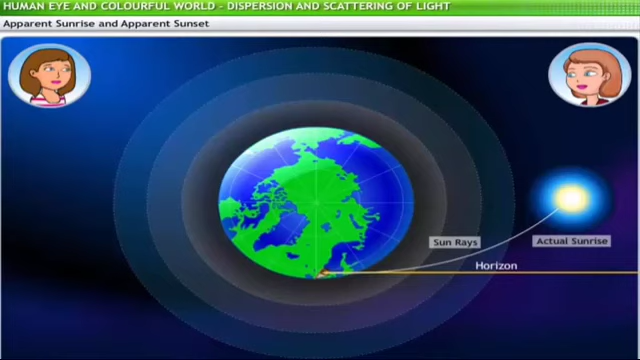 HUMAN EYE AND COLOURFUL WORLD - DISPERSION AND SCATTERING OF LIGHT
Apparent Sunrise and Apparent Sunset
Sun Rays
Actual Sunrise
Horizon